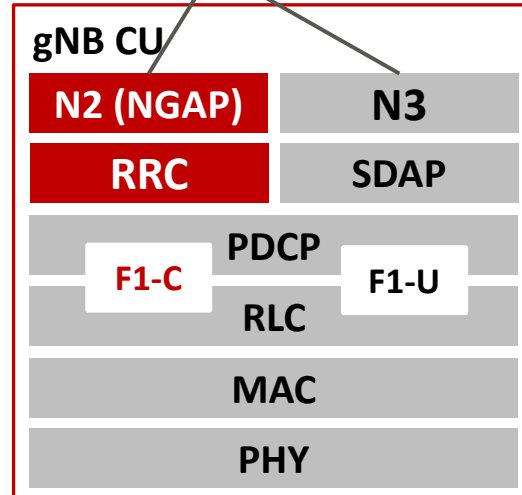 gNB CU
N2 (NGAP)
N3
RRC
SDAP
PDCP
F1-C
F1-U
RLC
MAC
PHY